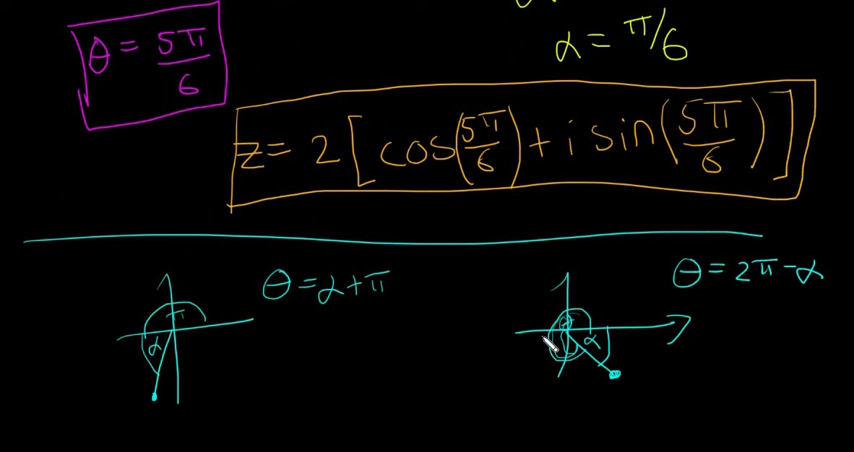 θ = 5π/6
α = π/6
z = 2 [cos(5π/6) + i sin(5π/6)]
θ = α + π
θ = 2π - α
π
α
α